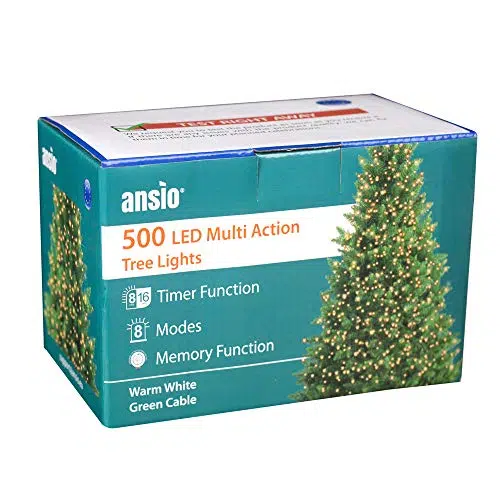 TEST RIGHT AWAY
ansio®
500 LED Multi Action
Tree Lights
8 16 Timer Function
8 Modes
Memory Function
Warm White
Green Cable